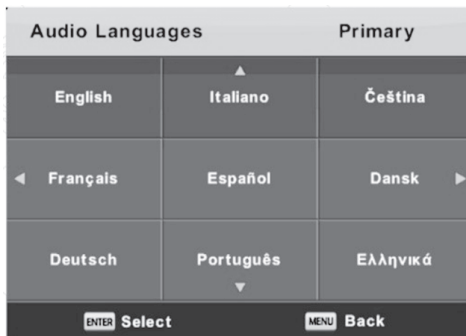 Audio Languages Primary
English Italiano Čeština
Français Español Dansk
Deutsch Português Ελληνικά
ENTER Select MENU Back